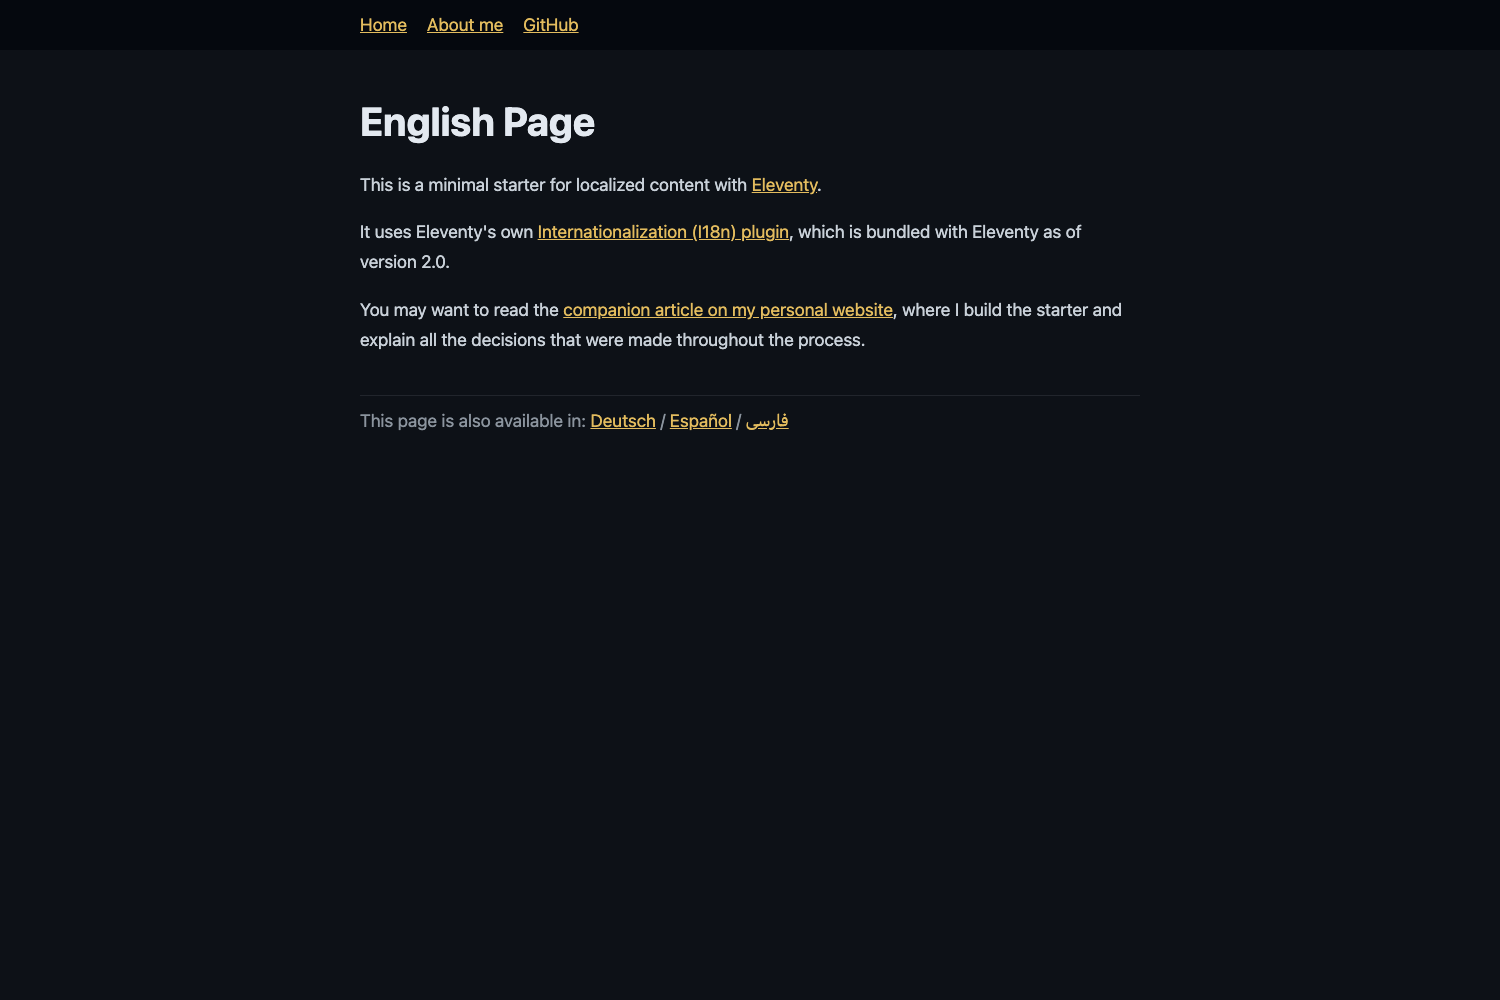 Home About me GitHub
English Page
This is a minimal starter for localized content with Eleventy.
It uses Eleventy's own Internationalization (I18n) plugin, which is bundled with Eleventy as of
version 2.0.
You may want to read the companion article on my personal website, where I build the starter and
explain all the decisions that were made throughout the process.
This page is also available in: Deutsch / Español / فارسی